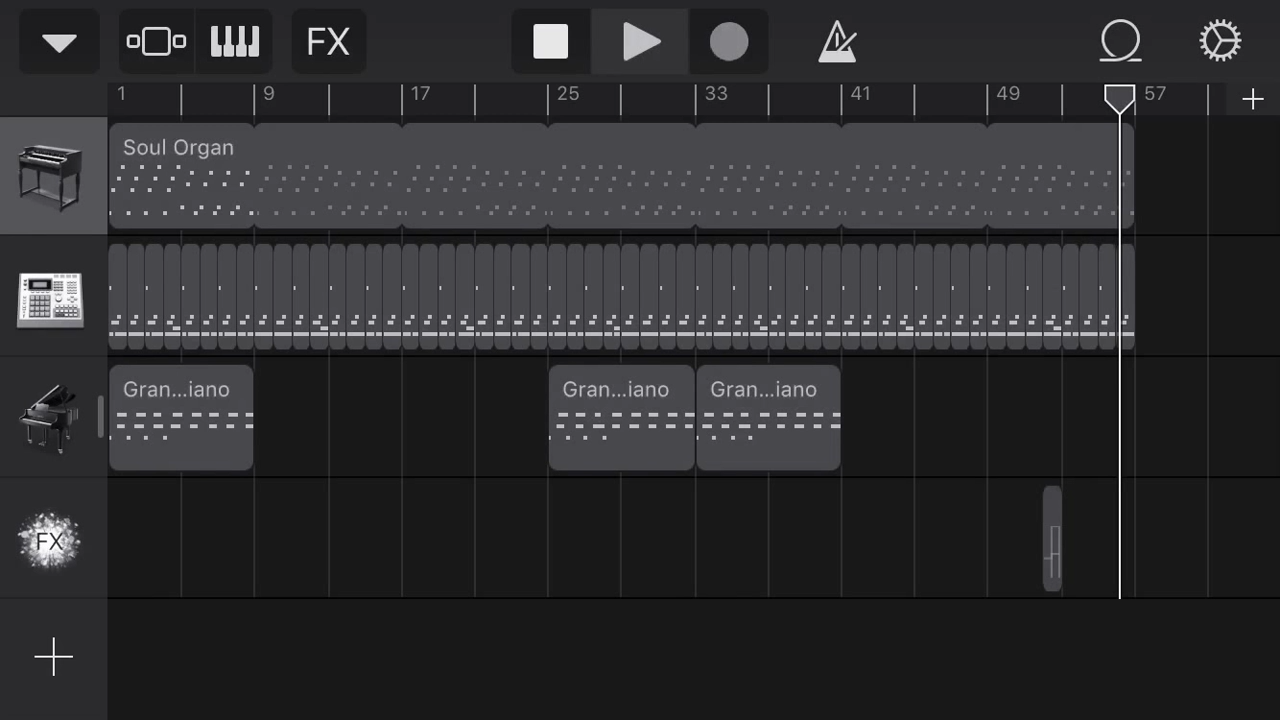 FX
1 9 17 25 33 41 49 57
Soul Organ
Gran...iano Gran...iano Gran...iano
FX